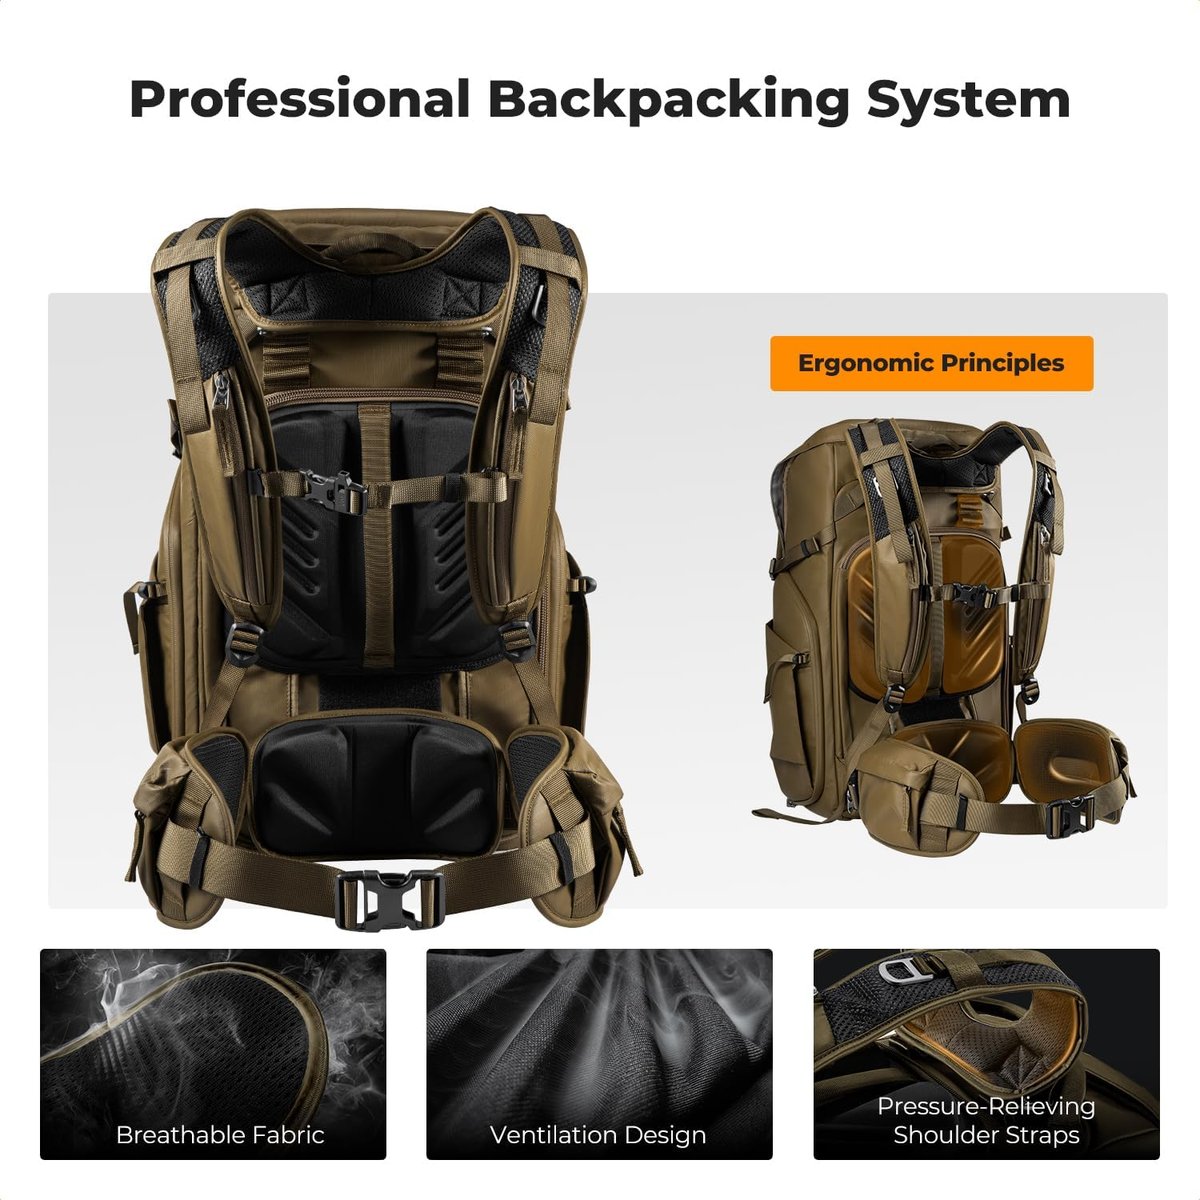 Professional Backpacking System
Ergonomic Principles
Breathable Fabric
Ventilation Design
Pressure-Relieving
Shoulder Straps